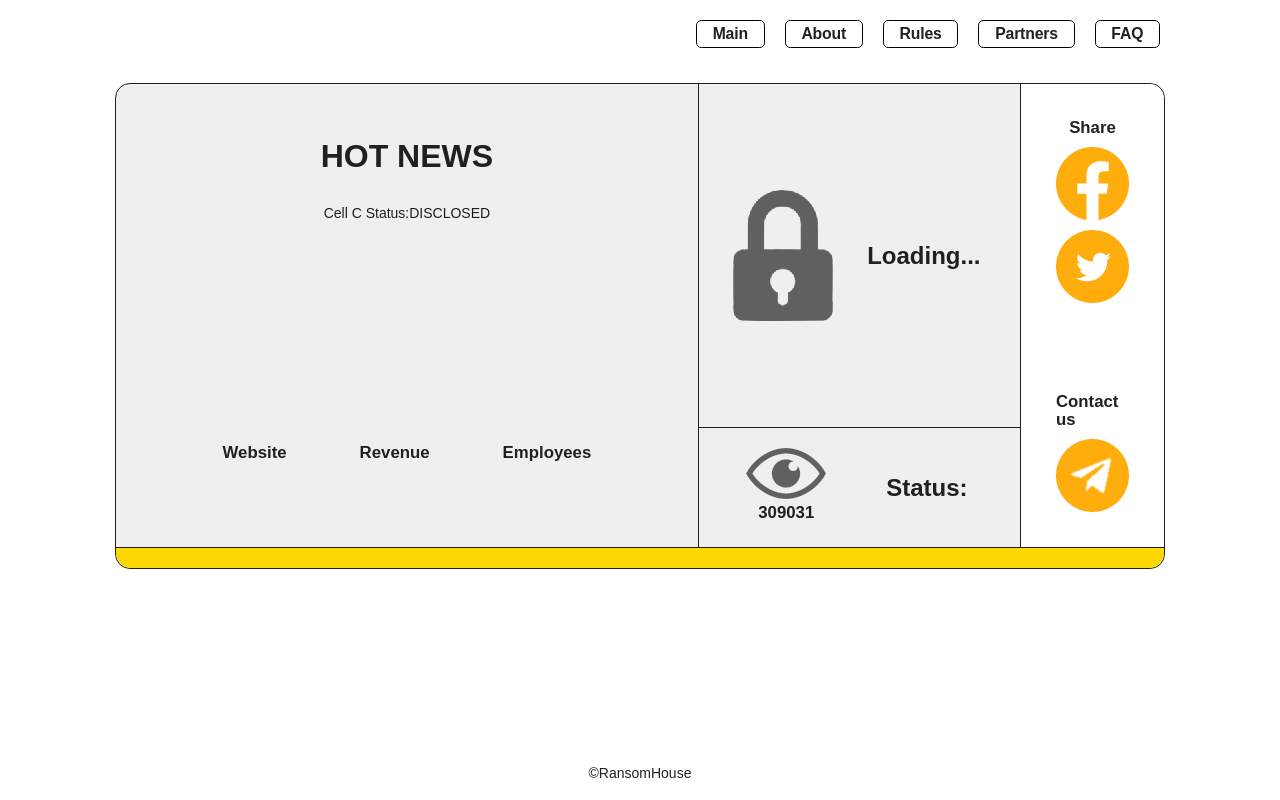 Main
About
Rules
Partners
FAQ
HOT NEWS
Cell C Status:DISCLOSED
Website
Revenue
Employees
Loading...
309031
Status:
Share
Contact
us
©RansomHouse